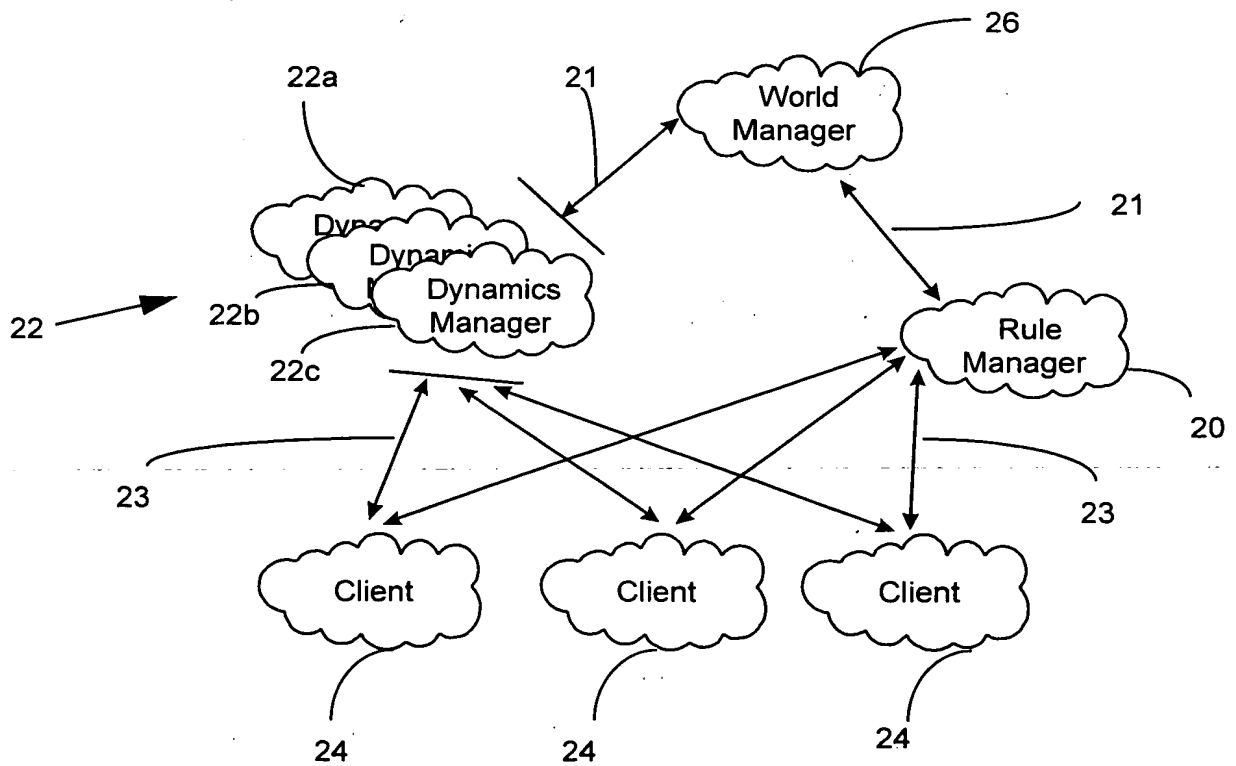 26
22a
21
World
Manager
21
Dynamics
Manager
22b
22
22c
Rule
Manager
20
23
23
Client
Client
Client
24
24
24